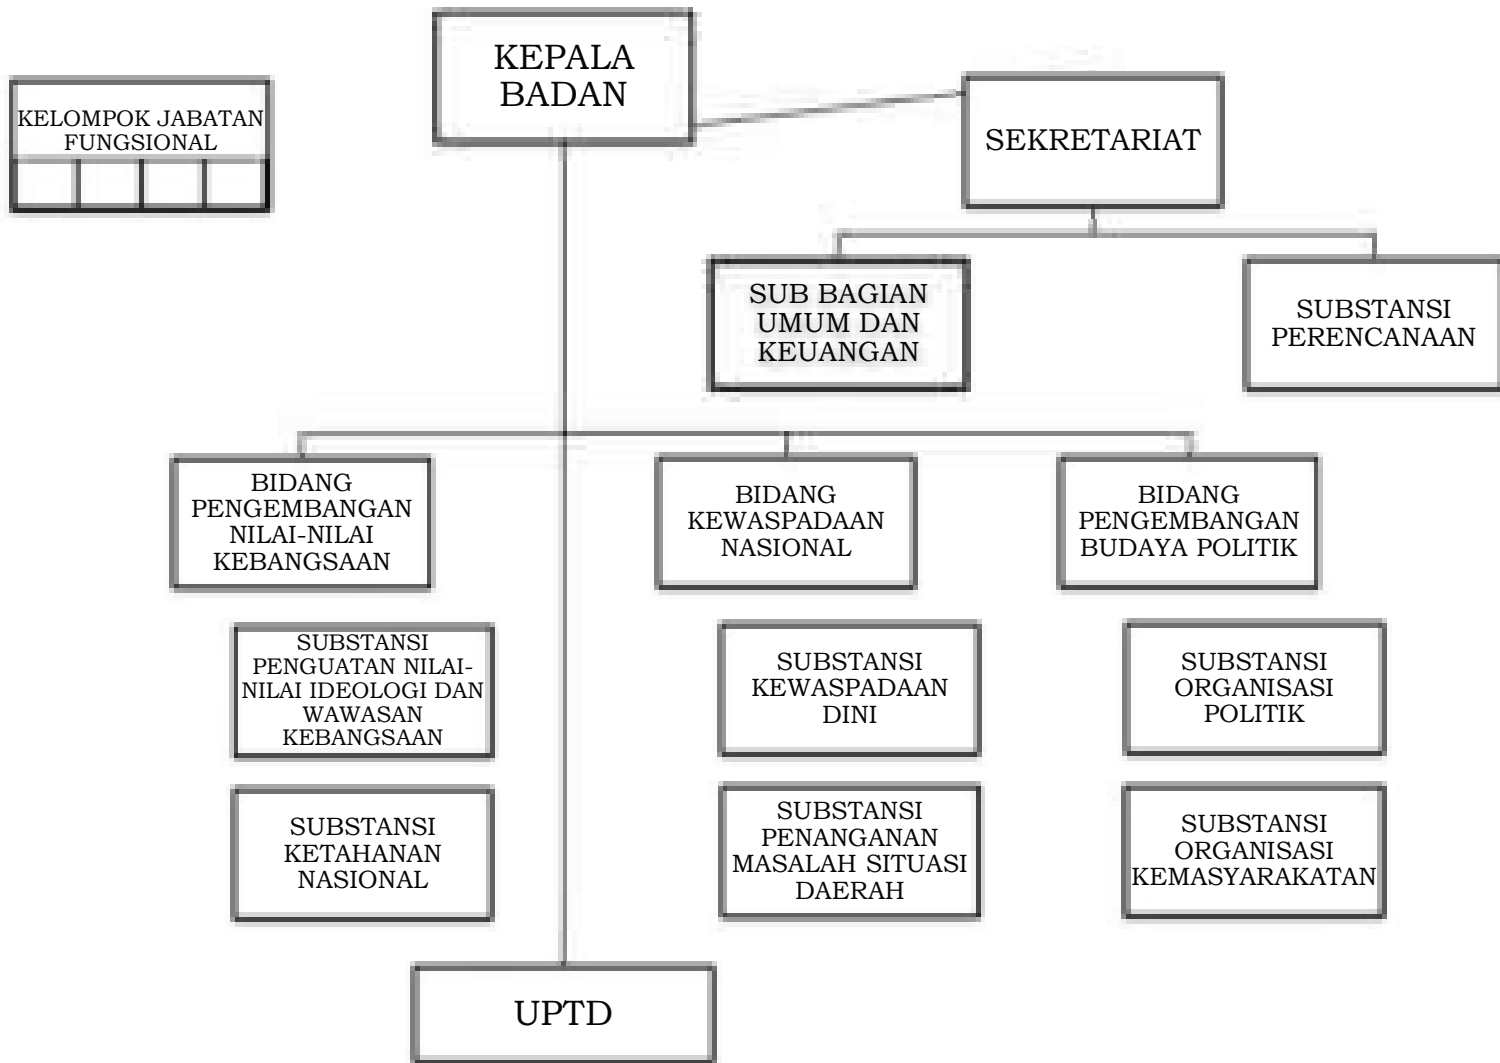 KEPALA
BADAN
KELOMPOK JABATAN
FUNGSIONAL
SEKRETARIAT
SUB BAGIAN
UMUM DAN
KEUANGAN
SUBSTANSI
PERENCANAAN
BIDANG
PENGEMBANGAN
NILAI-NILAI
KEBANGSAAN
BIDANG
KEWASPADAAN
NASIONAL
BIDANG
PENGEMBANGAN
BUDAYA POLITIK
SUBSTANSI
PENGUATAN NILAI-
NILAI IDEOLOGI DAN
WAWASAN
KEBANGSAAN
SUBSTANSI
KEWASPADAAN
DINI
SUBSTANSI
ORGANISASI
POLITIK
SUBSTANSI
KETAHANAN
NASIONAL
SUBSTANSI
PENANGANAN
MASALAH SITUASI
DAERAH
SUBSTANSI
ORGANISASI
KEMASYARAKATAN
UPTD